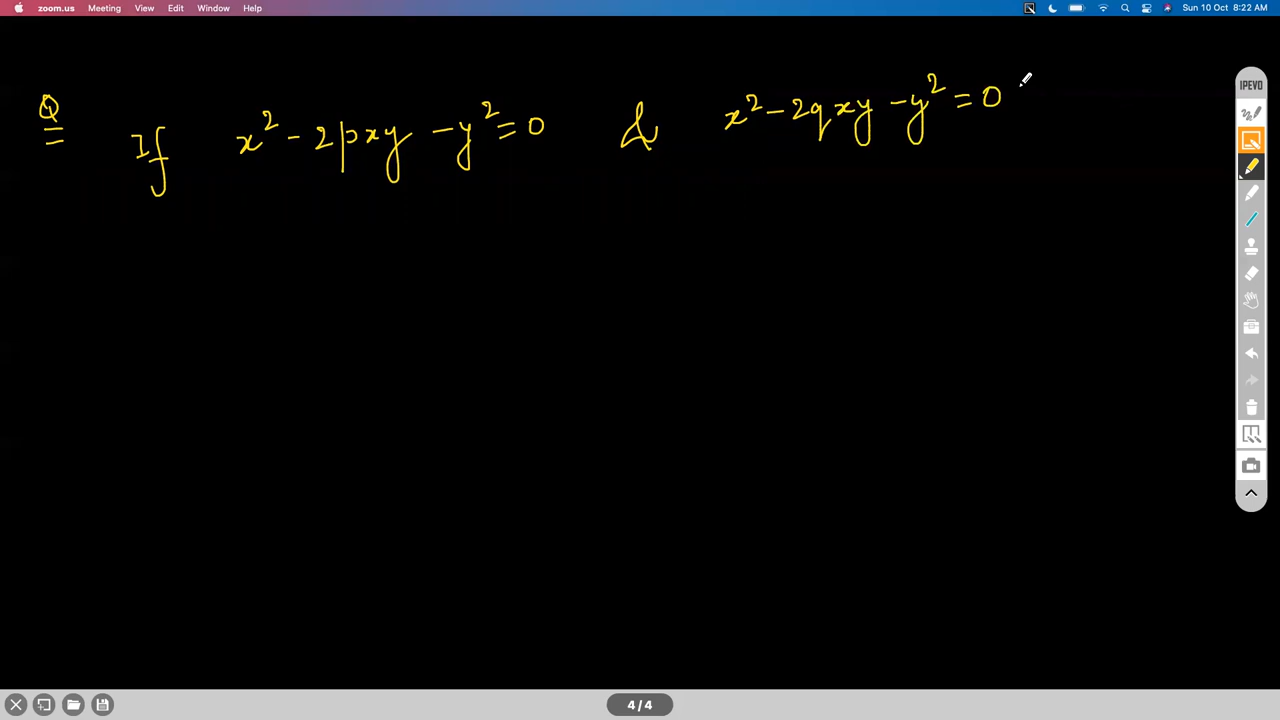 zoom.us Meeting View Edit Window Help Sun 10 Oct 8:22 AM
IPEVO
Q If x² - 2pxy - y² = 0 & x² - 2qxy - y² = 0
4/4